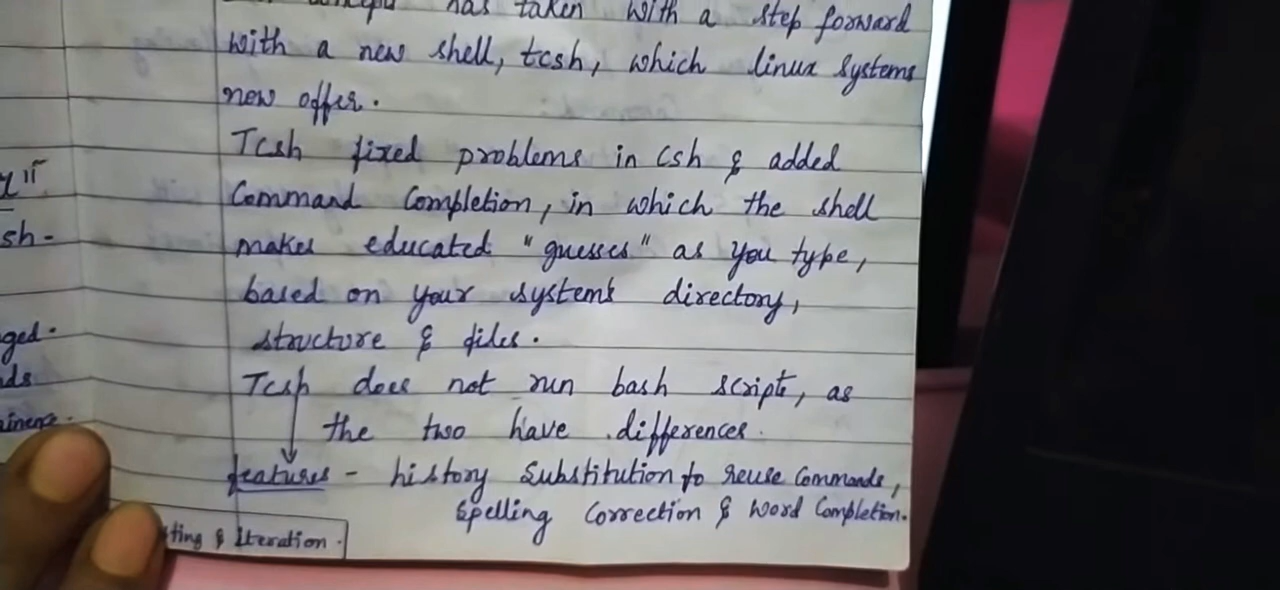 has taken with a step forward
with a new shell, tcsh, which linux systems
new offer.
Tcsh fixed problems in Csh & added
Command Completion, in which the shell
makes educated "guesses" as you type,
based on your system's directory,
structure & files.
Tcsh does not run bash script, as
the two have differences.
features - history Substitution to reuse Commands,
Spelling Correction & Word Completion.
sh-
ged.
ds
ting & Iteration.